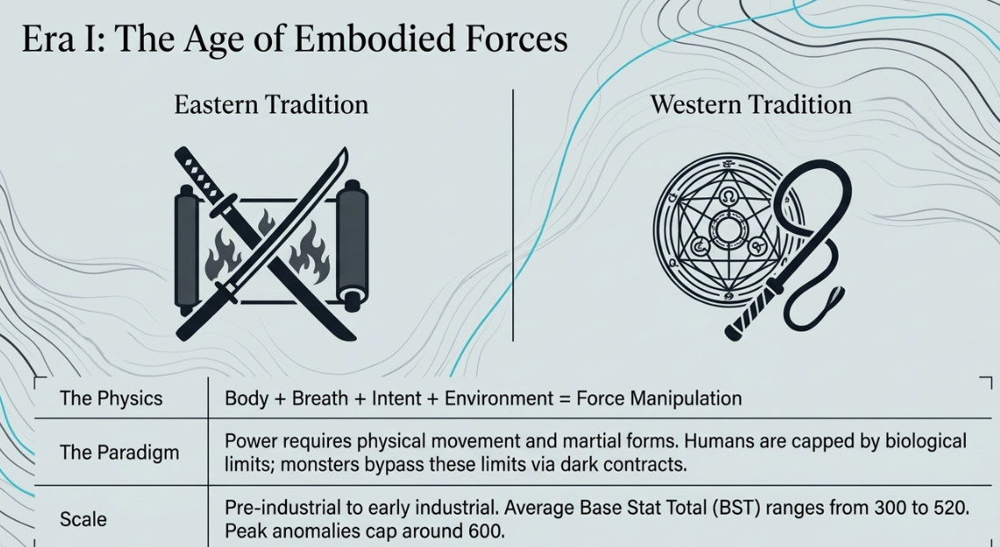 Era I: The Age of Embodied Forces
Eastern Tradition
Western Tradition
The Physics
Body + Breath + Intent + Environment = Force Manipulation
The Paradigm
Power requires physical movement and martial forms. Humans are capped by biological
limits; monsters bypass these limits via dark contracts.
Scale
Pre-industrial to early industrial. Average Base Stat Total (BST) ranges from 300 to 520.
Peak anomalies cap around 600.